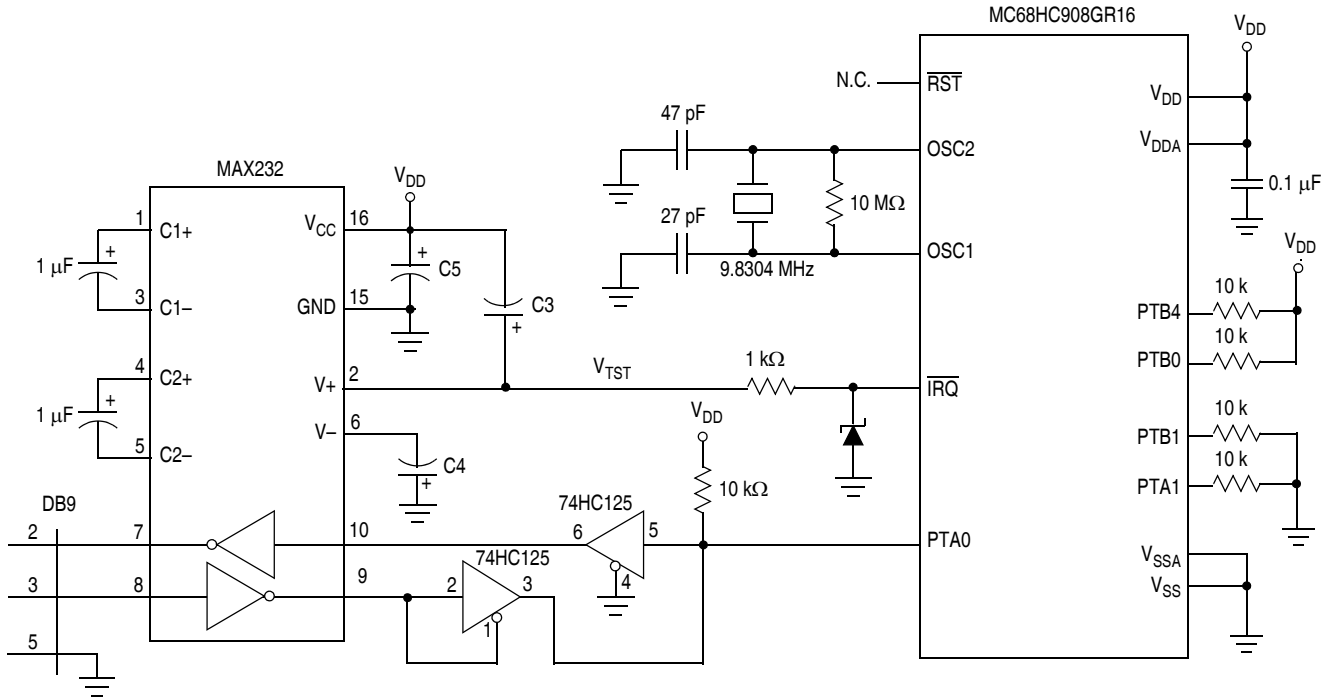 MC68HC908GR16
VDD
N.C.
RST
VDD
47 pF
OSC2
VDDA
MAX232
VDD
10 MΩ
0.1 µF
1
C1+
VCC
16
27 pF
+
+
1 µF
C5
OSC1
VDD
9.8304 MHz
3
C1–
GND
15
C3
+
10 k
PTB4
10 k
PTB0
4
C2+
V+
2
VTST
1 kΩ
IRQ
+
1 µF
VDD
10 k
PTB1
V–
6
5
C2–
C4
+
10 k
PTA1
10 kΩ
DB9
74HC125
2
7
10
6
5
PTA0
74HC125
4
VSSA
3
8
9
2
3
VSS
1
5